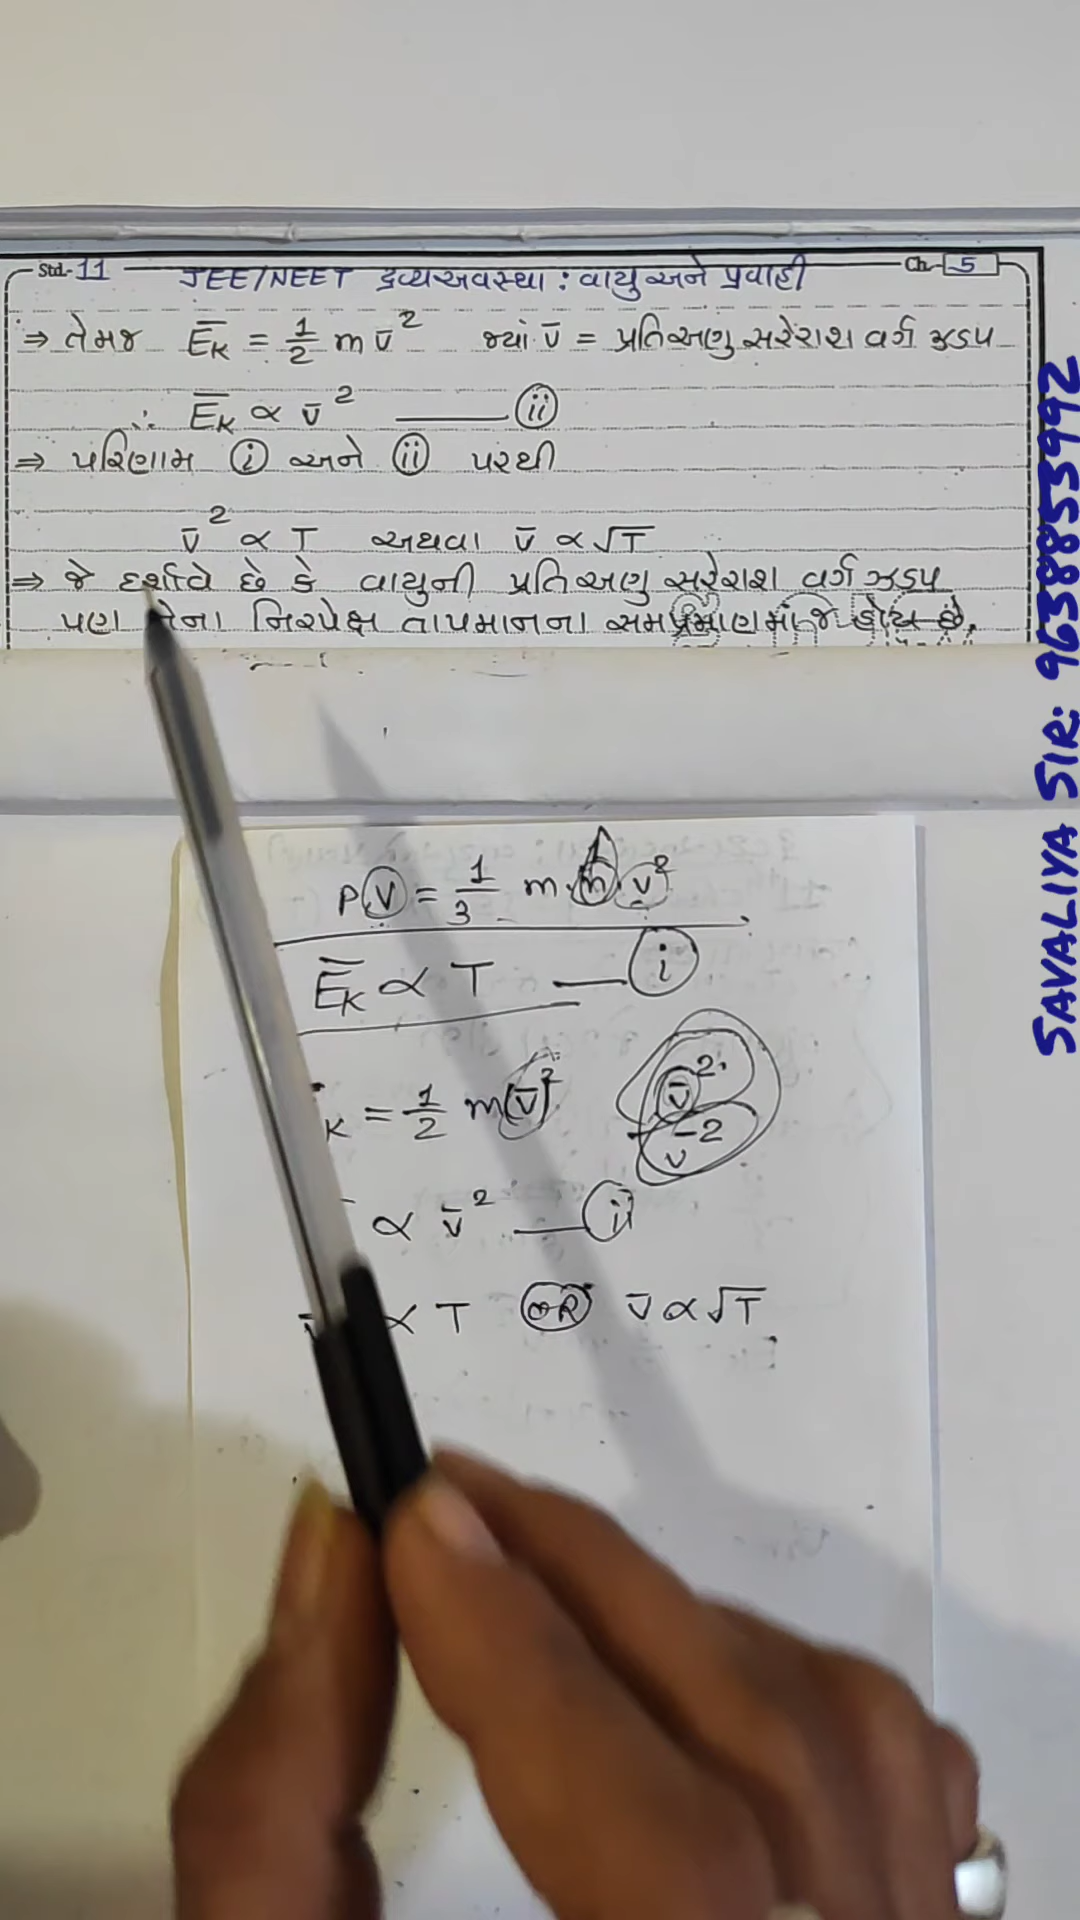 Std.-11 JEE/NEET દ્રવ્યઅવસ્થા : વાયુ અને પ્રવાહી Ch. 5
⇒ તેમજ E̅ₖ = 1/2 m v̅² જ્યાં v̅ = પ્રતિઅણુ સરેરાશ વર્ગ ઝડપ
∴ E̅ₖ ∝ v̅² —— (ii)
⇒ પરિણામ (i) અને (ii) પરથી
v̅² ∝ T અથવા v̅ ∝ √T
⇒ જે દર્શાવે છે કે વાયુની પ્રતિઅણુ સરેરાશ વર્ગ ઝડપ
પણ તેના નિરપેક્ષ તાપમાનના સમપ્રમાણમાં જ હોય છે.
SAVALIYA SIR: 9638853992
PV = 1/3 m.n.v²
E̅ₖ ∝ T —— (i)
K = 1/2 m(v̅)²
v̅²
v⁻²
∝ v̅² —— (ii)
∝ T OR v̅ ∝ √T